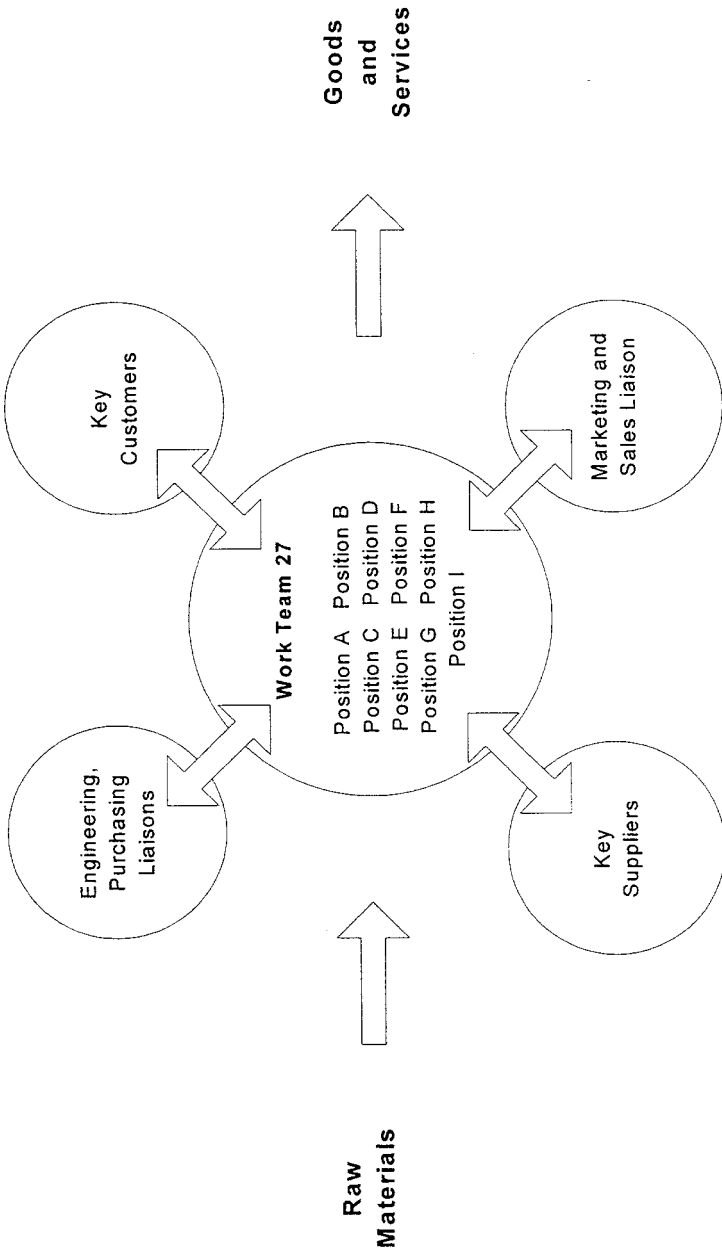 Engineering,
Purchasing
Liaisons
Key
Customers
Raw
Materials
Work Team 27
Position A Position B
Position C Position D
Position E Position F
Position G Position H
Position I
Goods
and
Services
Key
Suppliers
Marketing and
Sales Liaison